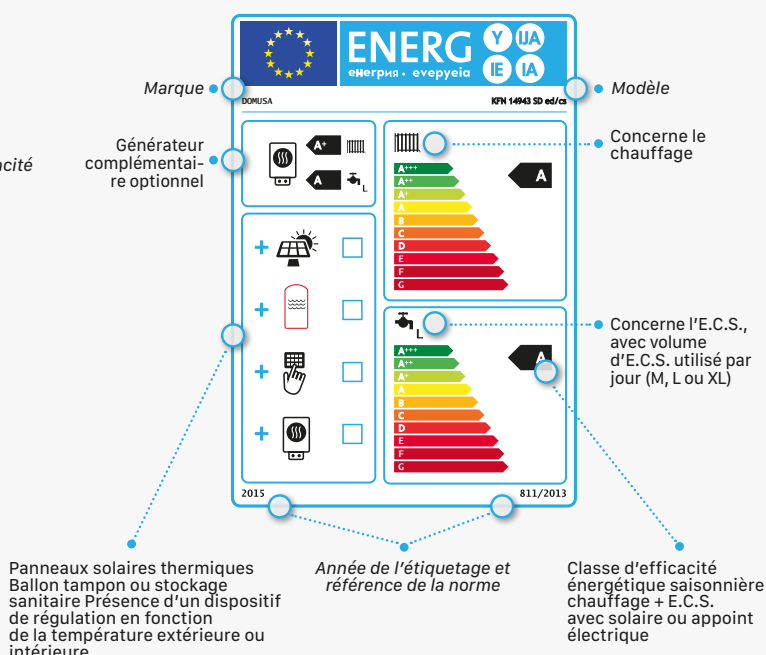 ENERG
енергия · ενεργεια
Y IJA
IE IA
Marque
Modèle
DOMUSA
KFN 14943 SD ed/cs
acité
Générateur
complémentai-
re optionnel
A+
A
L
Concerne le
chauffage
A+++
A++
A+
A
B
C
D
E
F
G
A
+
+
+
+
L
Concerne l'E.C.S.,
avec volume
d'E.C.S. utilisé par
jour (M, L ou XL)
A+++
A++
A+
A
B
C
D
E
F
G
A
2015
811/2013
Panneaux solaires thermiques
Ballon tampon ou stockage
sanitaire Présence d'un dispositif
de régulation en fonction
de la température extérieure ou
intérieure
Année de l'étiquetage et
référence de la norme
Classe d'efficacité
énergétique saisonnière
chauffage + E.C.S.
avec solaire ou appoint
électrique